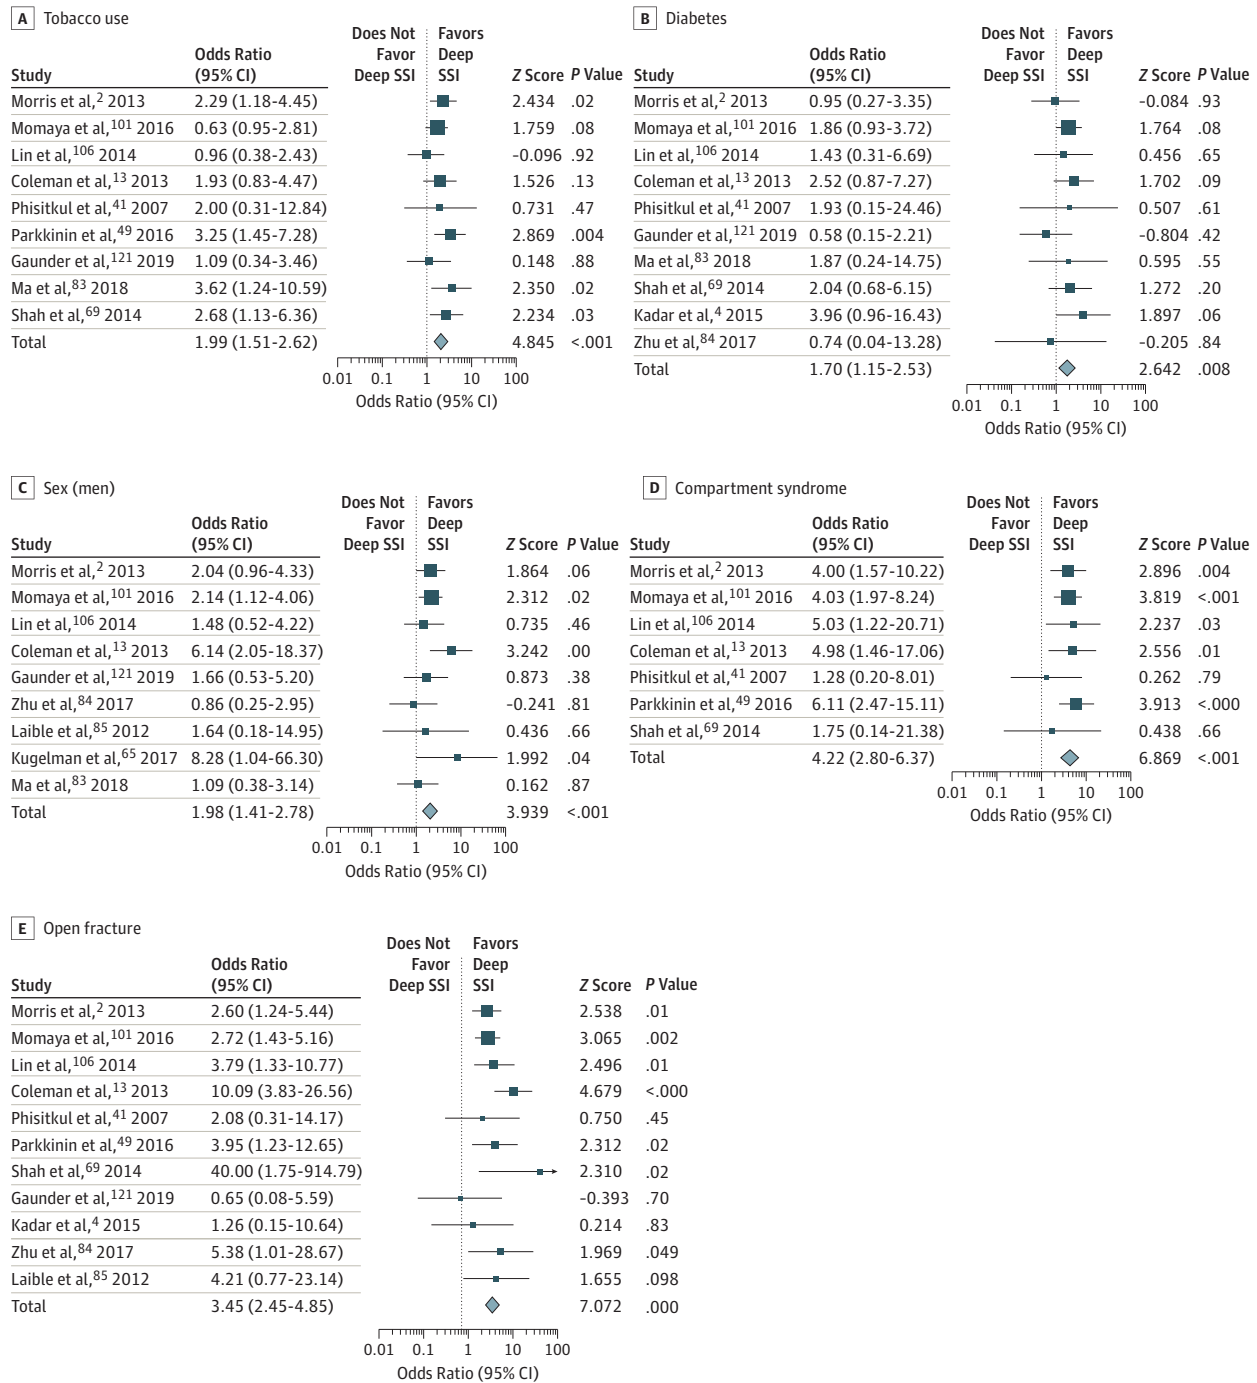 A Tobacco use
Does Not Favor Deep SSI
Favors Deep SSI
Study Odds Ratio (95% CI) Z Score P Value
Morris et al,2 2013 2.29 (1.18-4.45) 2.434 .02
Momaya et al,101 2016 0.63 (0.95-2.81) 1.759 .08
Lin et al,106 2014 0.96 (0.38-2.43) -0.096 .92
Coleman et al,13 2013 1.93 (0.83-4.47) 1.526 .13
Phisitkul et al,41 2007 2.00 (0.31-12.84) 0.731 .47
Parkkinin et al,49 2016 3.25 (1.45-7.28) 2.869 .004
Gaunder et al,121 2019 1.09 (0.34-3.46) 0.148 .88
Ma et al,83 2018 3.62 (1.24-10.59) 2.350 .02
Shah et al,69 2014 2.68 (1.13-6.36) 2.234 .03
Total 1.99 (1.51-2.62) 4.845 <.001
0.01 0.1 1 10 100
Odds Ratio (95% CI)
B Diabetes
Does Not Favor Deep SSI
Favors Deep SSI
Study Odds Ratio (95% CI) Z Score P Value
Morris et al,2 2013 0.95 (0.27-3.35) -0.084 .93
Momaya et al,101 2016 1.86 (0.93-3.72) 1.764 .08
Lin et al,106 2014 1.43 (0.31-6.69) 0.456 .65
Coleman et al,13 2013 2.52 (0.87-7.27) 1.702 .09
Phisitkul et al,41 2007 1.93 (0.15-24.46) 0.507 .61
Gaunder et al,121 2019 0.58 (0.15-2.21) -0.804 .42
Ma et al,83 2018 1.87 (0.24-14.75) 0.595 .55
Shah et al,69 2014 2.04 (0.68-6.15) 1.272 .20
Kadar et al,4 2015 3.96 (0.96-16.43) 1.897 .06
Zhu et al,84 2017 0.74 (0.04-13.28) -0.205 .84
Total 1.70 (1.15-2.53) 2.642 .008
0.01 0.1 1 10 100
Odds Ratio (95% CI)
C Sex (men)
Does Not Favor Deep SSI
Favors Deep SSI
Study Odds Ratio (95% CI) Z Score P Value
Morris et al,2 2013 2.04 (0.96-4.33) 1.864 .06
Momaya et al,101 2016 2.14 (1.12-4.06) 2.312 .02
Lin et al,106 2014 1.48 (0.52-4.22) 0.735 .46
Coleman et al,13 2013 6.14 (2.05-18.37) 3.242 .00
Gaunder et al,121 2019 1.66 (0.53-5.20) 0.873 .38
Zhu et al,84 2017 0.86 (0.25-2.95) -0.241 .81
Laible et al,85 2012 1.64 (0.18-14.95) 0.436 .66
Kugelman et al,65 2017 8.28 (1.04-66.30) 1.992 .04
Ma et al,83 2018 1.09 (0.38-3.14) 0.162 .87
Total 1.98 (1.41-2.78) 3.939 <.001
0.01 0.1 1 10 100
Odds Ratio (95% CI)
D Compartment syndrome
Does Not Favor Deep SSI
Favors Deep SSI
Study Odds Ratio (95% CI) Z Score P Value
Morris et al,2 2013 4.00 (1.57-10.22) 2.896 .004
Momaya et al,101 2016 4.03 (1.97-8.24) 3.819 <.001
Lin et al,106 2014 5.03 (1.22-20.71) 2.237 .03
Coleman et al,13 2013 4.98 (1.46-17.06) 2.556 .01
Phisitkul et al,41 2007 1.28 (0.20-8.01) 0.262 .79
Parkkinin et al,49 2016 6.11 (2.47-15.11) 3.913 <.000
Shah et al,69 2014 1.75 (0.14-21.38) 0.438 .66
Total 4.22 (2.80-6.37) 6.869 <.001
0.01 0.1 1 10 100
Odds Ratio (95% CI)
E Open fracture
Does Not Favor Deep SSI
Favors Deep SSI
Study Odds Ratio (95% CI) Z Score P Value
Morris et al,2 2013 2.60 (1.24-5.44) 2.538 .01
Momaya et al,101 2016 2.72 (1.43-5.16) 3.065 .002
Lin et al,106 2014 3.79 (1.33-10.77) 2.496 .01
Coleman et al,13 2013 10.09 (3.83-26.56) 4.679 <.000
Phisitkul et al,41 2007 2.08 (0.31-14.17) 0.750 .45
Parkkinin et al,49 2016 3.95 (1.23-12.65) 2.312 .02
Shah et al,69 2014 40.00 (1.75-914.79) 2.310 .02
Gaunder et al,121 2019 0.65 (0.08-5.59) -0.393 .70
Kadar et al,4 2015 1.26 (0.15-10.64) 0.214 .83
Zhu et al,84 2017 5.38 (1.01-28.67) 1.969 .049
Laible et al,85 2012 4.21 (0.77-23.14) 1.655 .098
Total 3.45 (2.45-4.85) 7.072 .000
0.01 0.1 1 10 100
Odds Ratio (95% CI)